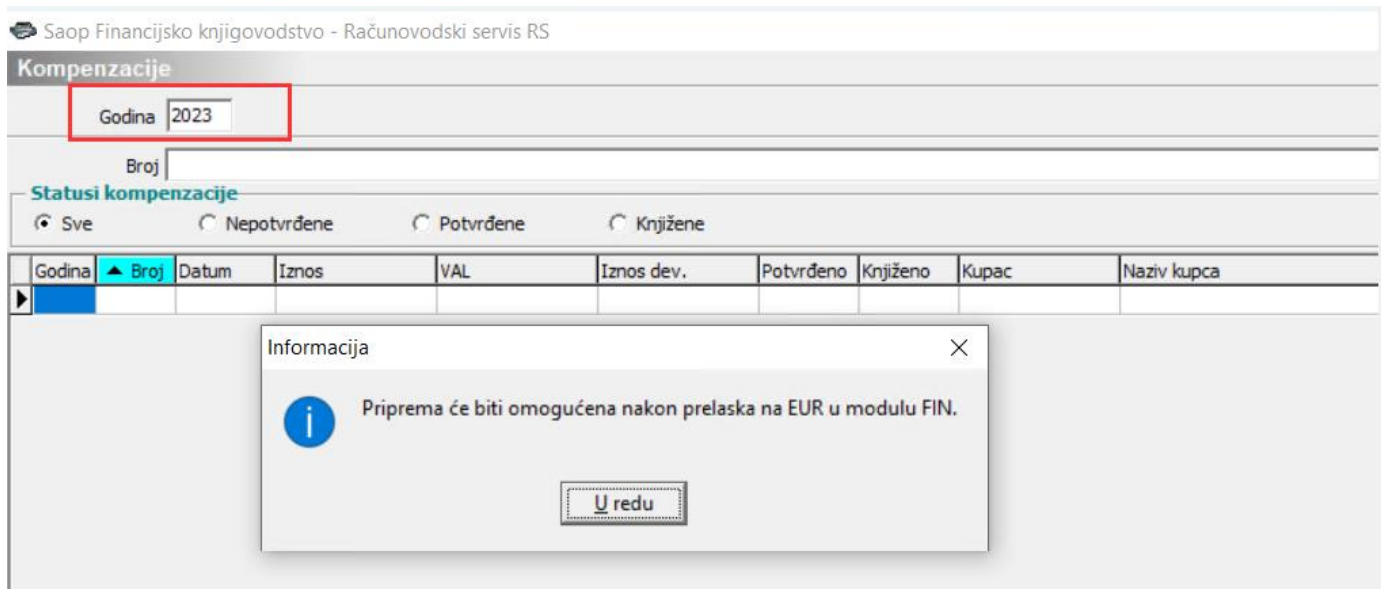 Saop Financijsko knjigovodstvo - Računovodski servis RS
Kompenzacije
Godina 2023
Broj
Statusi kompenzacije
Sve Nepotvrđene Potvrđene Knjižene
Godina Broj Datum Iznos VAL Iznos dev. Potvrđeno Knjiženo Kupac Naziv kupca
Informacija
Priprema će biti omogućena nakon prelaska na EUR u modulu FIN.
U redu